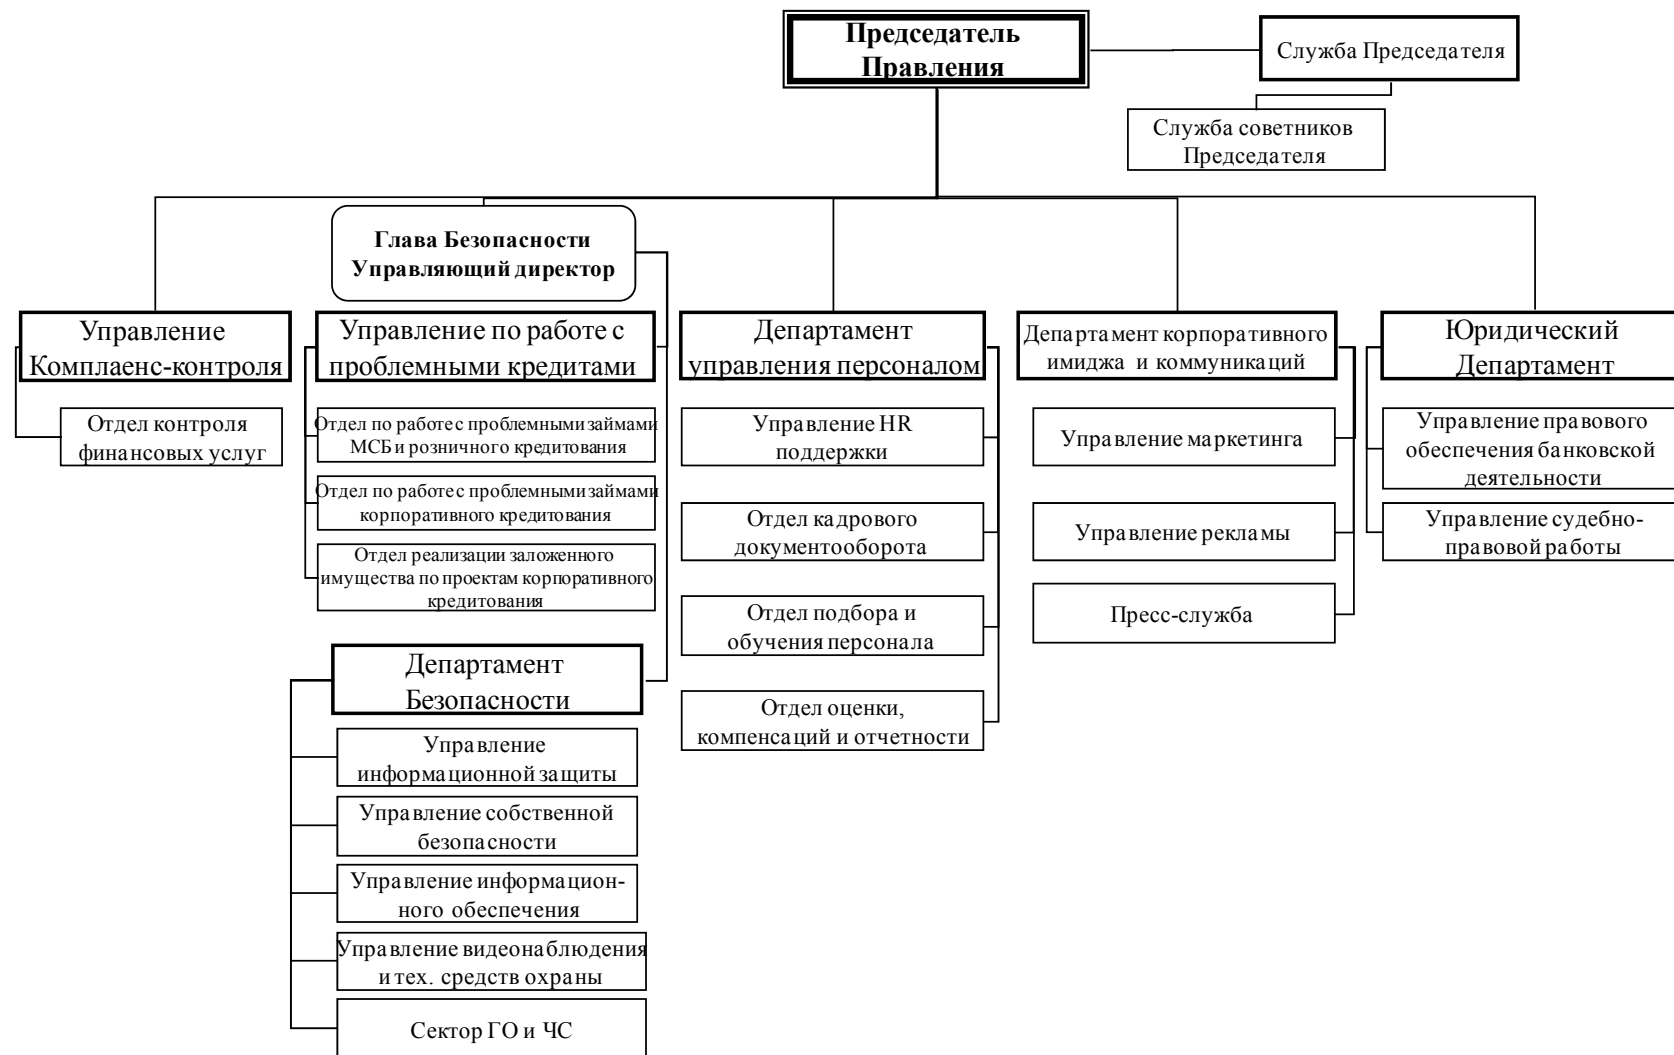 Председатель
Правления
Служба Председателя
Служба советников
Председателя
Глава Безопасности
Управляющий директор
Управление
Комплаенс-контроля
Отдел контроля
финансовых услуг
Управление по работе с
проблемными кредитами
Отдел по работе с проблемными займами
МСБ и розничного кредитования
Отдел по работе с проблемными займами
корпоративного кредитования
Отдел реализации заложенного
имущества по проектам корпоративного
кредитования
Департамент
Безопасности
Управление
информационной защиты
Управление собственной
безопасности
Управление информацион-
ного обеспечения
Управление видеонаблюдения
и тех. средств охраны
Сектор ГО и ЧС
Департамент
управления персоналом
Управление HR
поддержки
Отдел кадрового
документооборота
Отдел подбора и
обучения персонала
Отдел оценки,
компенсаций и отчетности
Департамент корпоративного
имиджа и коммуникаций
Управление маркетинга
Управление рекламы
Пресс-служба
Юридический
Департамент
Управление правового
обеспечения банковской
деятельности
Управление судебно-
правовой работы